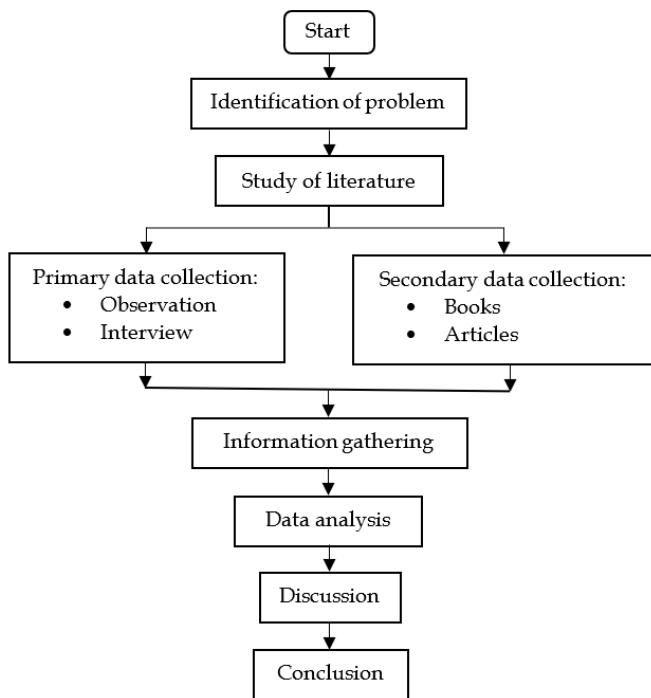 Start
Identification of problem
Study of literature
Primary data collection:
• Observation
• Interview
Secondary data collection:
• Books
• Articles
Information gathering
Data analysis
Discussion
Conclusion